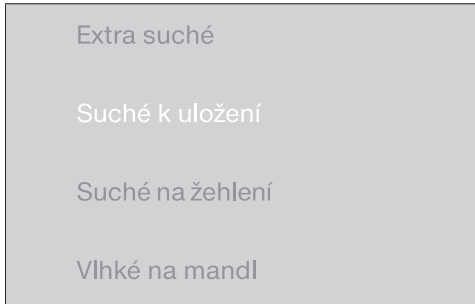 Extra suché
Suché k uložení
Suché na žehlení
Vlhké na mandl